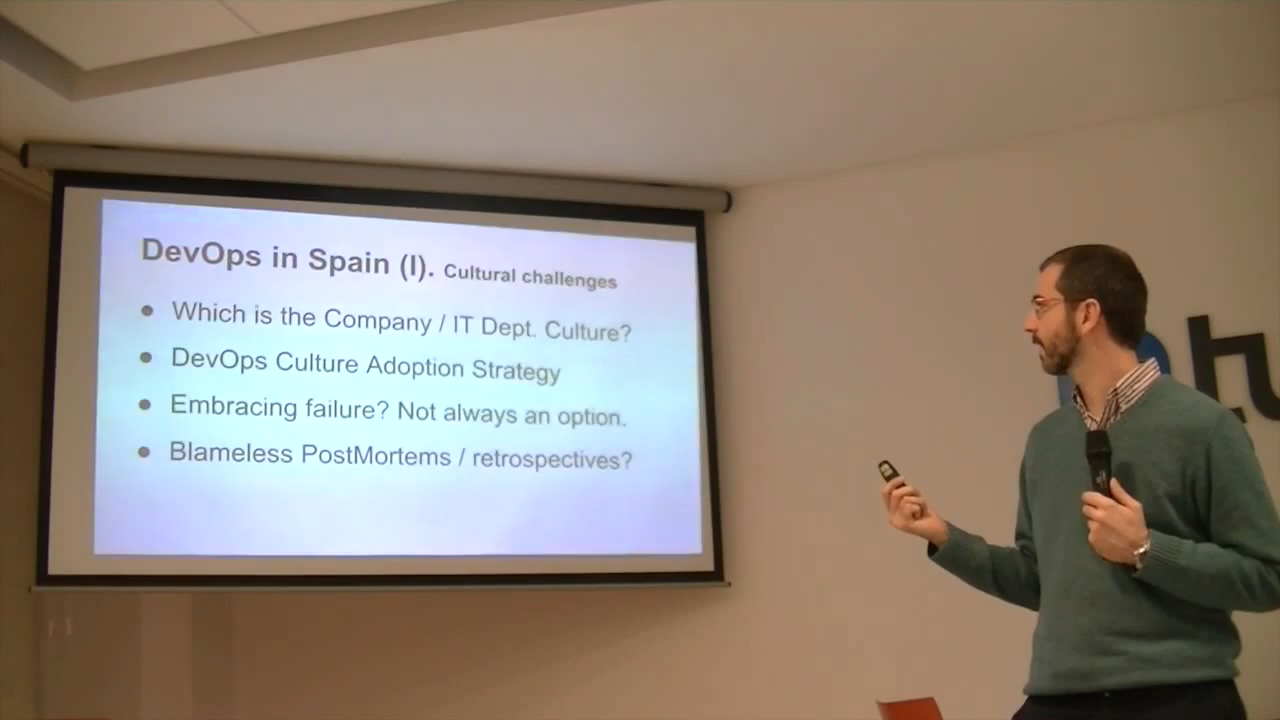 DevOps in Spain (I). Cultural challenges
• Which is the Company / IT Dept. Culture?
• DevOps Culture Adoption Strategy
• Embracing failure? Not always an option.
• Blameless PostMortems / retrospectives?